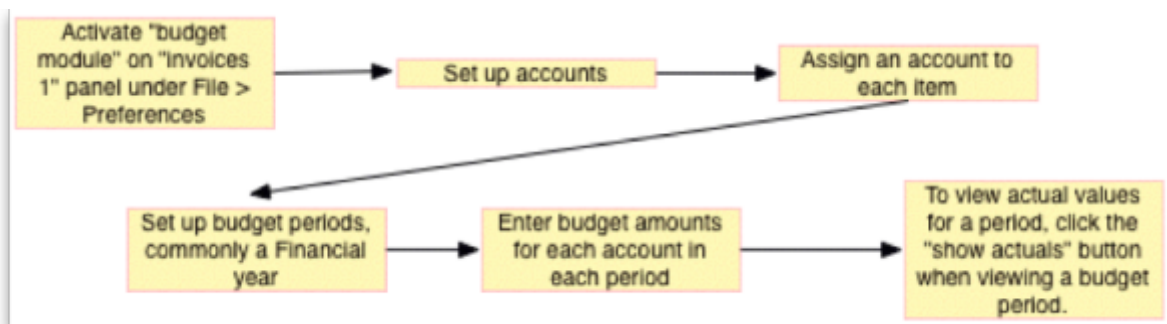 Activate "budget
module" on "invoices
1" panel under File >
Preferences
Set up accounts
Assign an account to
each item
Set up budget periods,
commonly a Financial
year
Enter budget amounts
for each account in
each period
To view actual values
for a period, click the
"show actuals" button
when viewing a budget
period.